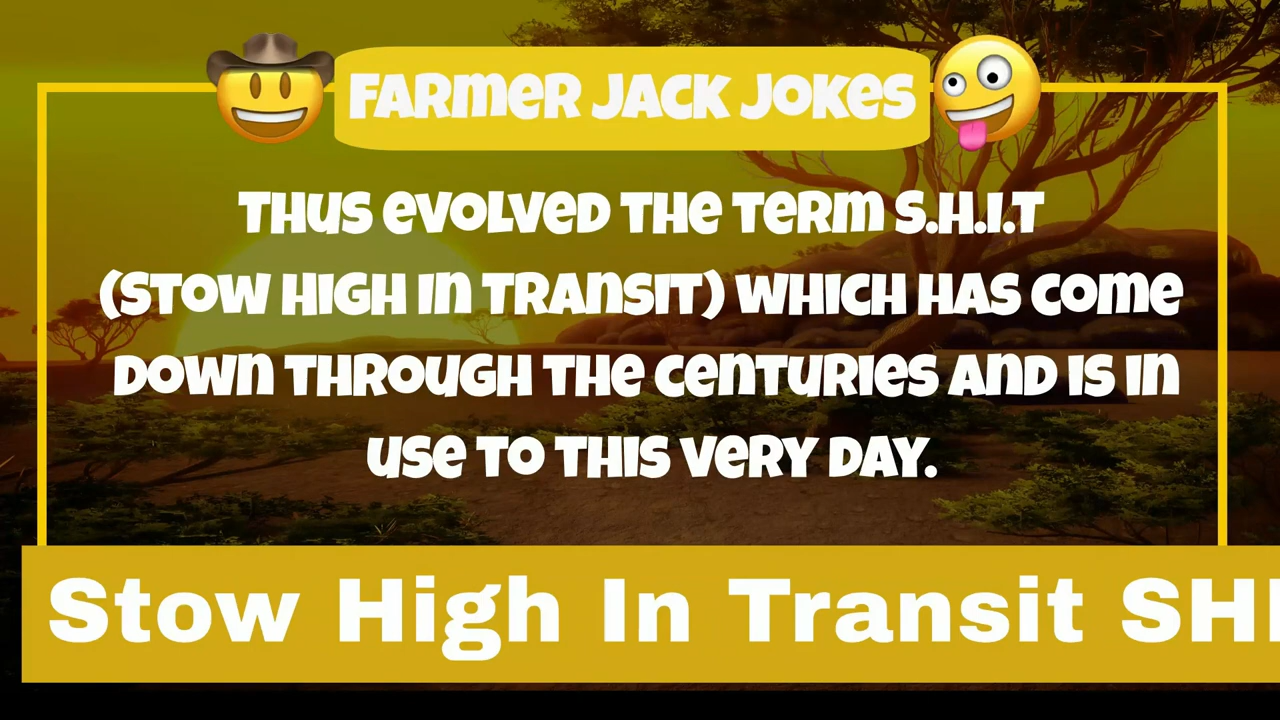 Farmer Jack Jokes
Thus evolved the term S.H.I.T
(Stow High in Transit) which has come
down through the centuries and is in
use to this very day.
Stow High In Transit SH